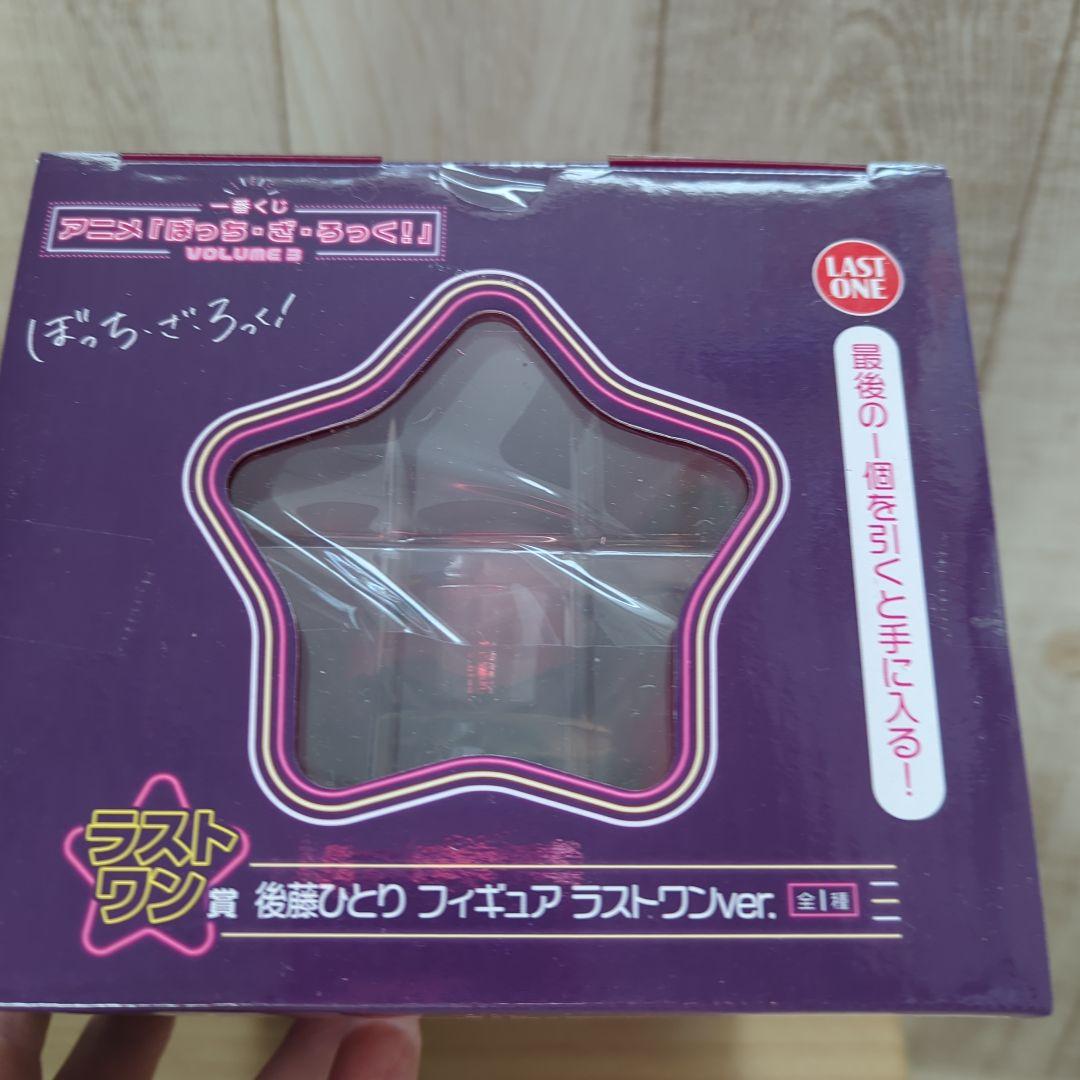 一番くじ
アニメ『ぼっち・ざ・ろっく!』
VOLUME 3
ぼっち・ざ・ろっく!
LAST
ONE
最後の一個を引くと手に入る!
ラスト
ワン賞
後藤ひとり フィギュア ラストワンver. 全1種